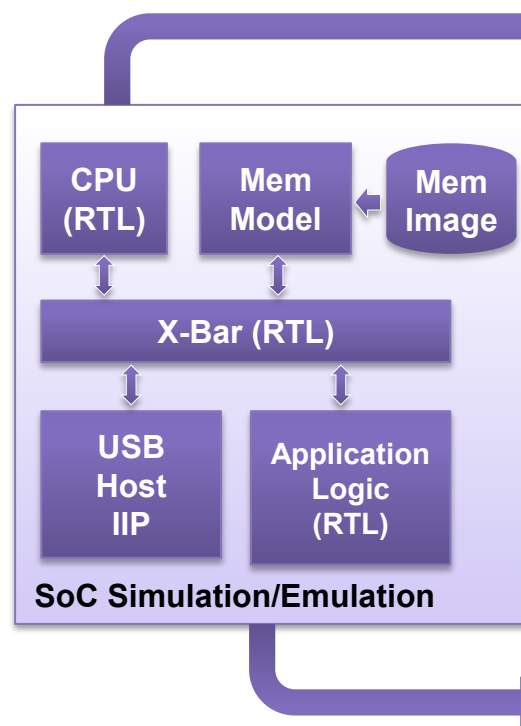 CPU
(RTL)
Mem
Model
Mem
Image
X-Bar (RTL)
USB
Host
IIP
Application
Logic
(RTL)
SoC Simulation/Emulation